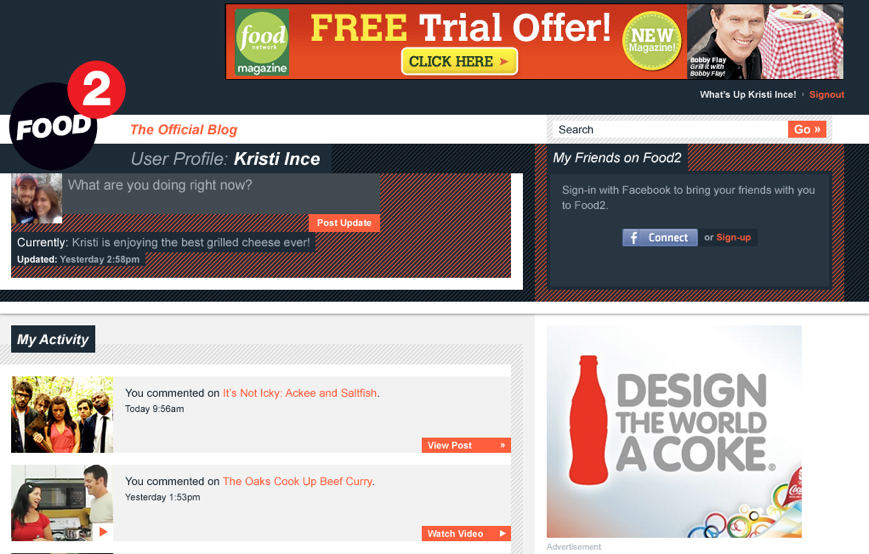 food
network
magazine
FREE Trial Offer!
CLICK HERE >
NEW
Magazine!
Bobby Flay
Grill it with
Bobby Flay!
What's Up Kristi Ince! Signout
FOOD 2
The Official Blog
Search Go »
User Profile: Kristi Ince
My Friends on Food2
What are you doing right now?
Post Update
Currently: Kristi is enjoying the best grilled cheese ever!
Updated: Yesterday 2:58pm
Sign-in with Facebook to bring your friends with you
to Food2.
f Connect or Sign-up
My Activity
You commented on It's Not Icky: Ackee and Saltfish.
Today 9:56am
View Post »
You commented on The Oaks Cook Up Beef Curry.
Yesterday 1:53pm
Watch Video
DESIGN
THE WORLD
A COKE®
Advertisement